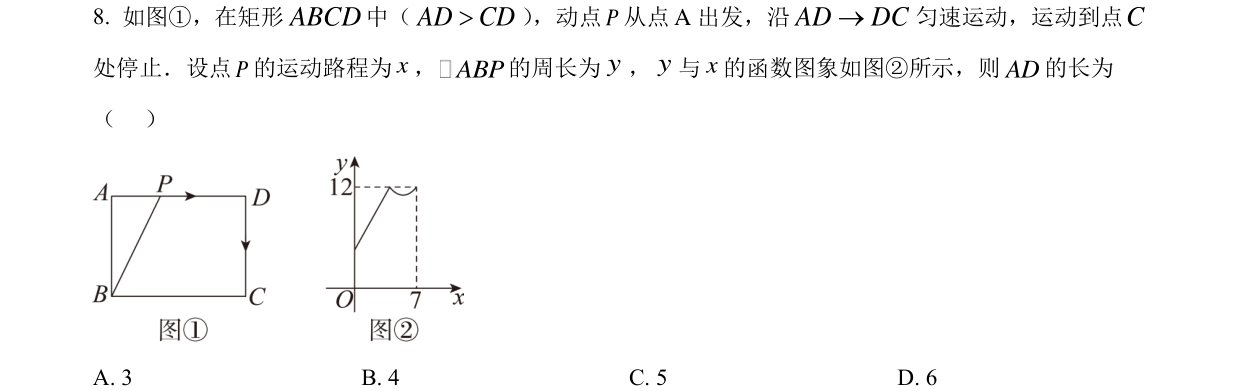 8. 如图①，在矩形 ABCD 中（ AD > CD ），动点 P 从点 A 出发，沿 AD → DC 匀速运动，运动到点 C
处停止．设点 P 的运动路程为 x ，□ABP 的周长为 y ， y 与 x 的函数图象如图②所示，则 AD 的长为
（ ）
A P D
B C
图①
y
12
O 7 x
图②
A. 3 B. 4 C. 5 D. 6